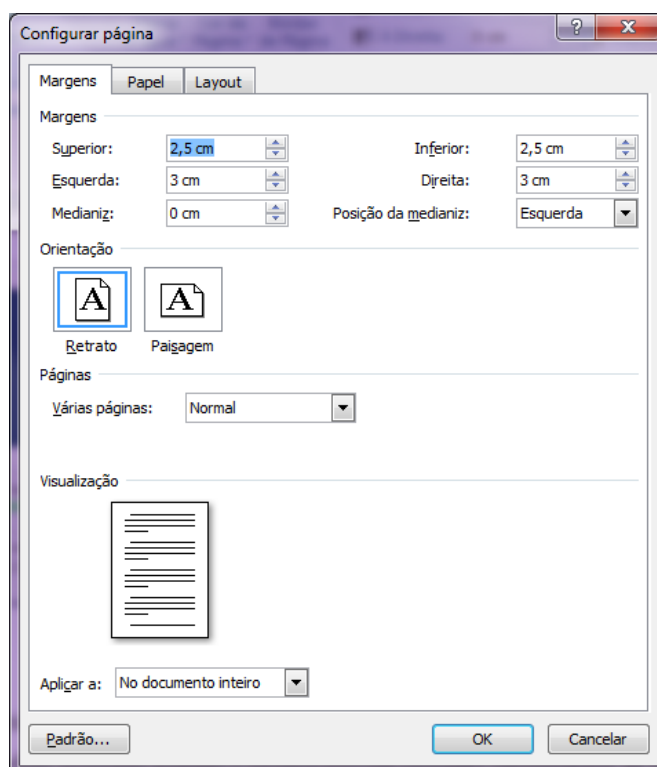 Configurar página
Margens Papel Layout
Margens
Superior: 2,5 cm Inferior: 2,5 cm
Esquerda: 3 cm Direita: 3 cm
Medianiz: 0 cm Posição da medianiz: Esquerda
Orientação
A A
Retrato Paisagem
Páginas
Várias páginas: Normal
Visualização
Aplicar a: No documento inteiro
Padrão... OK Cancelar